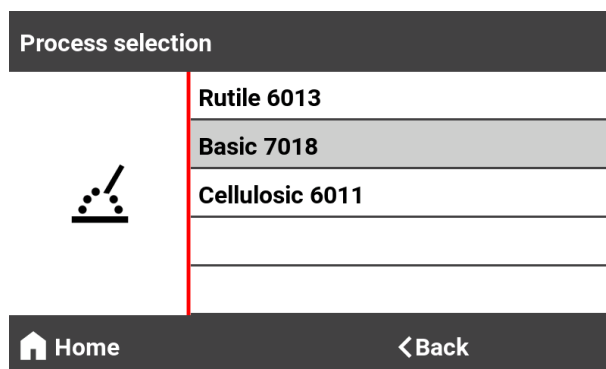 Process selection
Rutile 6013
Basic 7018
Cellulosic 6011
Home
Back